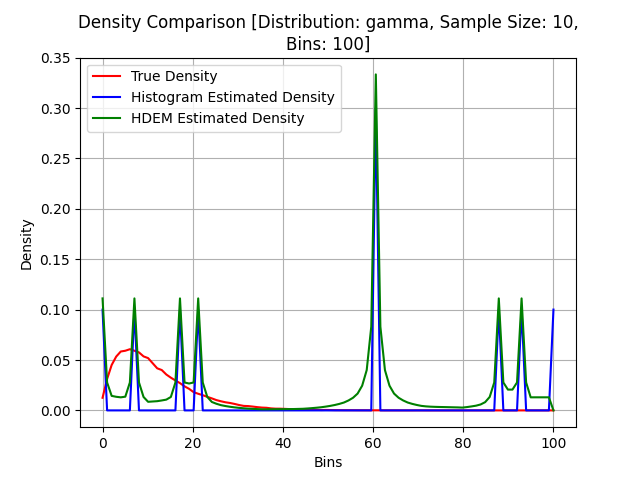 Density Comparison [Distribution: gamma, Sample Size: 10,
Bins: 100]
True Density
Histogram Estimated Density
HDEM Estimated Density
Density
0.35
0.30
0.25
0.20
0.15
0.10
0.05
0.00
0 20 40 60 80 100
Bins